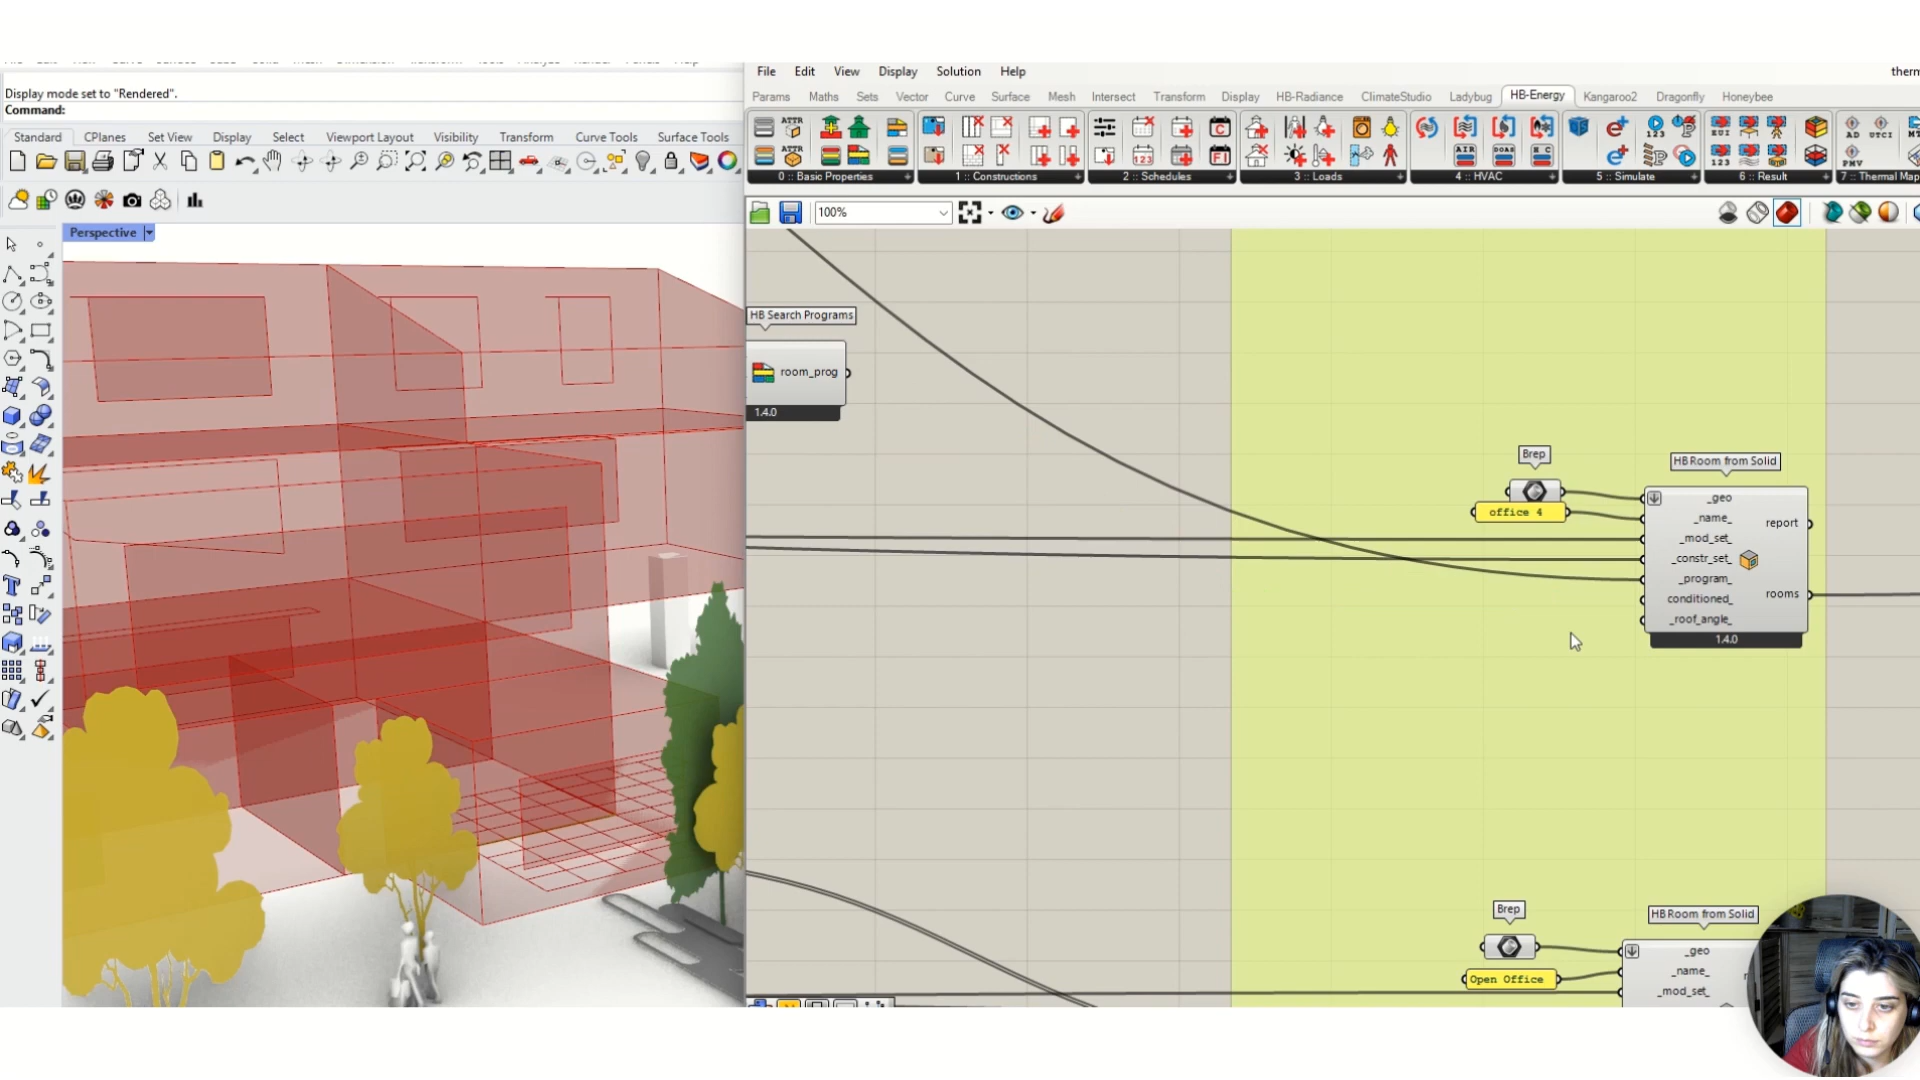 Display mode set to "Rendered".
Command:
Standard CPlanes Set View Display Select Viewport Layout Visibility Transform Curve Tools Surface Tools
Perspective
File Edit View Display Solution Help
therm
Params Maths Sets Vector Curve Surface Mesh Intersect Transform Display HB-Radiance ClimateStudio Ladybug HB-Energy Kangaroo2 Dragonfly Honeybee
0 :: Basic Properties 1 :: Constructions 2 :: Schedules 3 :: Loads 4 :: HVAC 5 :: Simulate 6 :: Result 7 :: Thermal Map
100%
HB Search Programs
room_prog
1.4.0
Brep
office 4
HB Room from Solid
_geo
_name_
_mod_set_
_constr_set_
_program_
conditioned_
_roof_angle_
report
rooms
1.4.0
Brep
Open Office
HB Room from Solid
_geo
_name_
_mod_set_